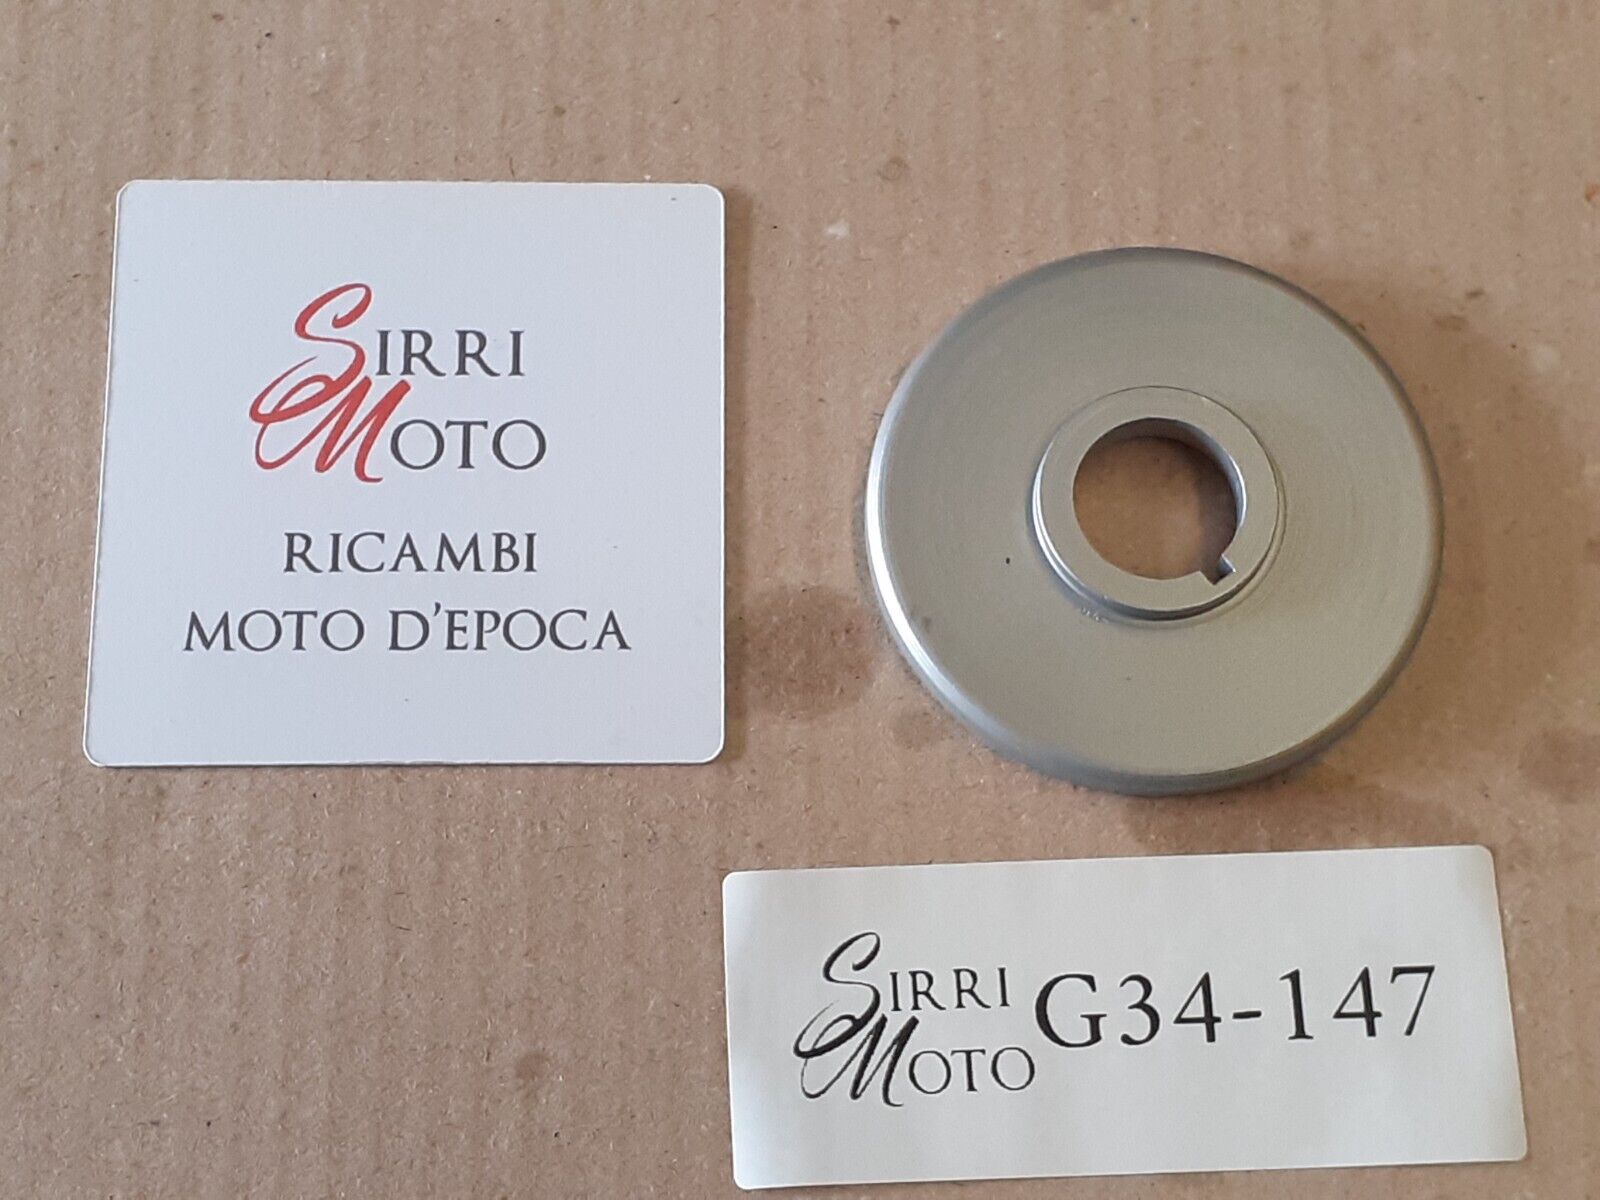 SIRRI
MOTO
RICAMBI
MOTO D'EPOCA
SIRRI
MOTO
G34-147